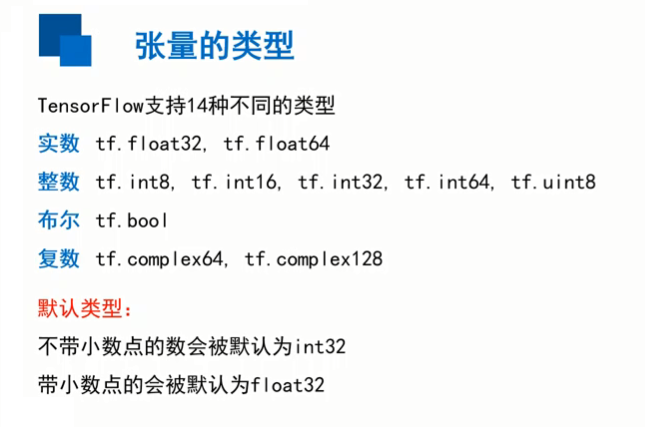 张量的类型
TensorFlow支持14种不同的类型
实数 tf.float32, tf.float64
整数 tf.int8, tf.int16, tf.int32, tf.int64, tf.uint8
布尔 tf.bool
复数 tf.complex64, tf.complex128
默认类型：
不带小数点的数会被默认为int32
带小数点的会被默认为float32